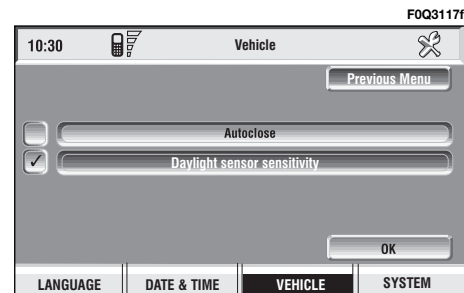 F0Q3117f
10:30 Vehicle
Previous Menu
Autoclose
Daylight sensor sensitivity
OK
LANGUAGE DATE & TIME VEHICLE SYSTEM